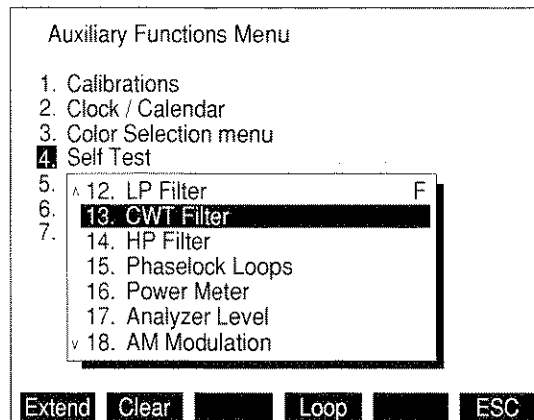 Auxiliary Functions Menu
1. Calibrations
2. Clock / Calendar
3. Color Selection menu
4. Self Test
5.
6.
7.
^ 12. LP Filter F
13. CWT Filter
14. HP Filter
15. Phaselock Loops
16. Power Meter
17. Analyzer Level
v 18. AM Modulation
Extend Clear Loop ESC